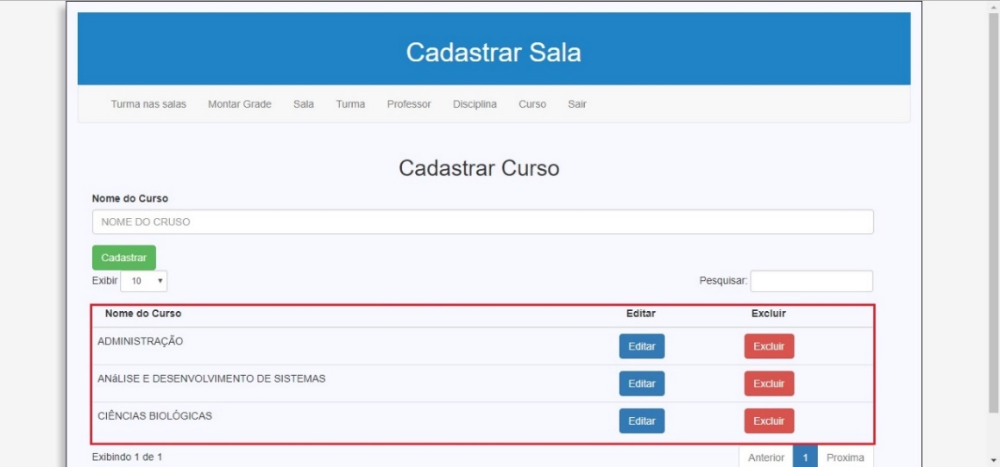 Cadastrar Sala
Turma nas salas Montar Grade Sala Turma Professor Disciplina Curso Sair
Cadastrar Curso
Nome do Curso
NOME DO CRUSO
Cadastrar
Exibir 10 Pesquisar:
Nome do Curso Editar Excluir
ADMINISTRAÇÃO Editar Excluir
ANáLISE E DESENVOLVIMENTO DE SISTEMAS Editar Excluir
CIÊNCIAS BIOLÓGICAS Editar Excluir
Exibindo 1 de 1 Anterior 1 Proxima